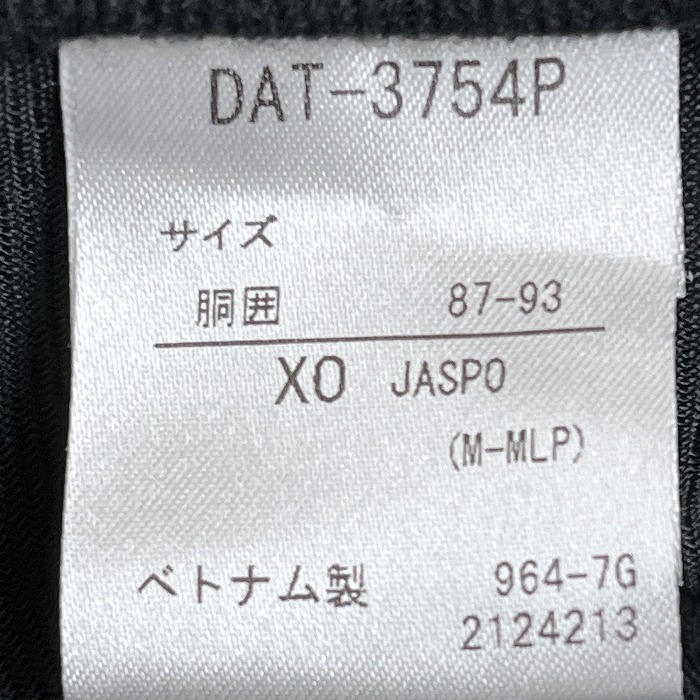 DAT-3754P
サイズ
胴囲 87-93
XO JASPO
(M-MLP)
ベトナム製 964-7G
2124213